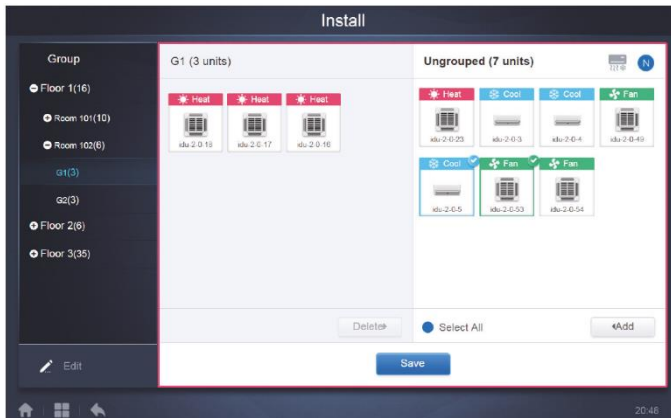 Install
Group
Floor 1(16)
Room 101(10)
Room 102(6)
G1(3)
G2(3)
Floor 2(6)
Floor 3(35)
Edit
G1 (3 units)
Heat Heat Heat
idu-2-0-18 idu-2-0-17 idu-2-0-16
Delete
Ungrouped (7 units)
N
Heat Cool Cool Fan
idu-2-0-23 idu-2-0-3 idu-2-0-4 idu-2-0-49
Cool Fan Fan
idu-2-0-5 idu-2-0-53 idu-2-0-54
Select All
Add
Save
20:46